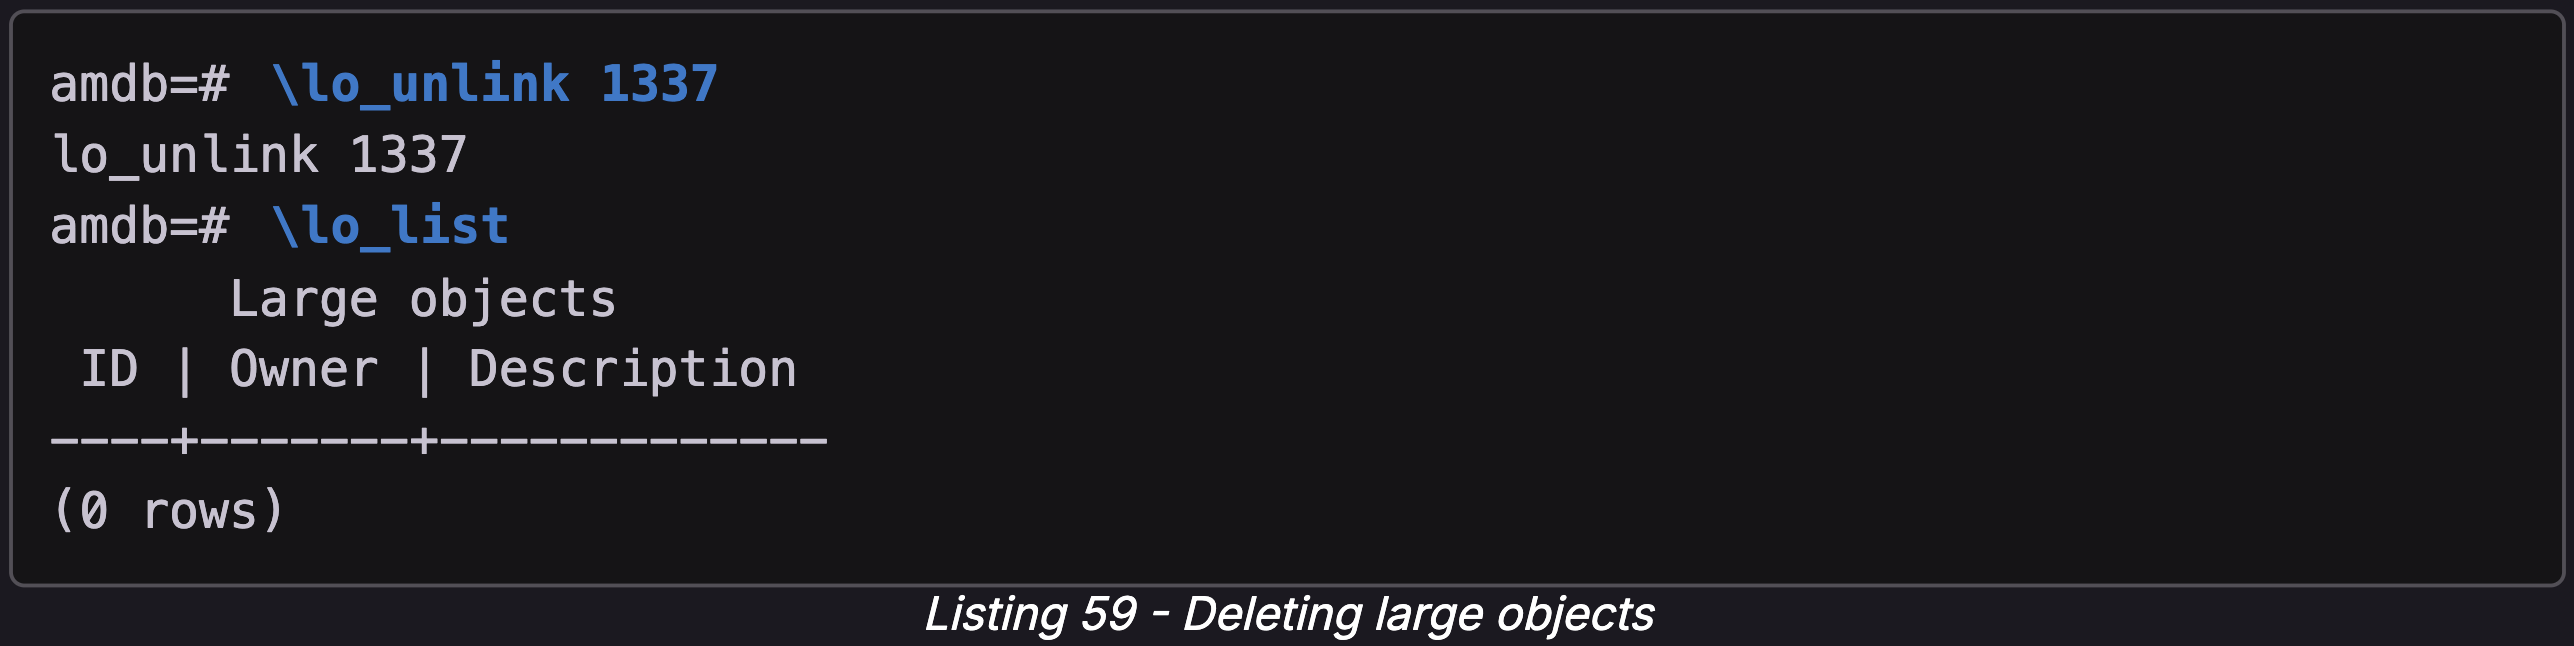 amdb=# \lo_unlink 1337
lo_unlink 1337
amdb=# \lo_list
      Large objects
 ID | Owner | Description
----+-------+-------------
(0 rows)
Listing 59 - Deleting large objects